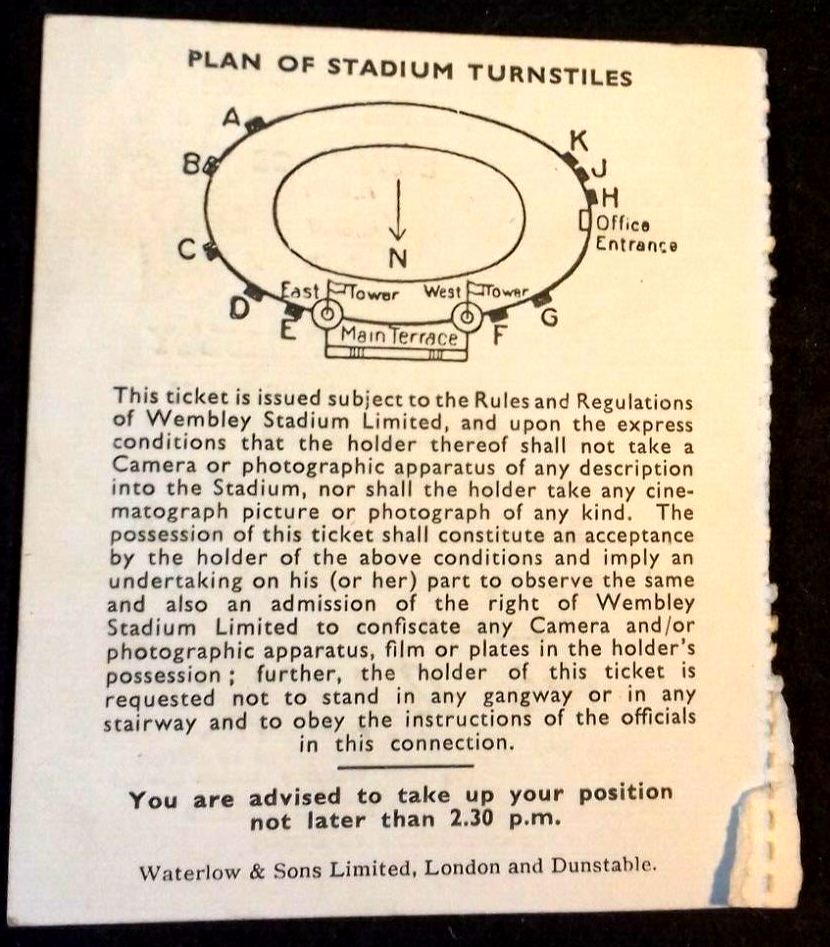 PLAN OF STADIUM TURNSTILES
A
K
B
J
H
Office
Entrance
C
N
East Tower
West Tower
D
G
E
F
Main Terrace
This ticket is issued subject to the Rules and Regulations
of Wembley Stadium Limited, and upon the express
conditions that the holder thereof shall not take a
Camera or photographic apparatus of any description
into the Stadium, nor shall the holder take any cine-
matograph picture or photograph of any kind. The
possession of this ticket shall constitute an acceptance
by the holder of the above conditions and imply an
undertaking on his (or her) part to observe the same
and also an admission of the right of Wembley
Stadium Limited to confiscate any Camera and/or
photographic apparatus, film or plates in the holder's
possession ; further, the holder of this ticket is
requested not to stand in any gangway or in any
stairway and to obey the instructions of the officials
in this connection.
You are advised to take up your position
not later than 2.30 p.m.
Waterlow & Sons Limited, London and Dunstable.